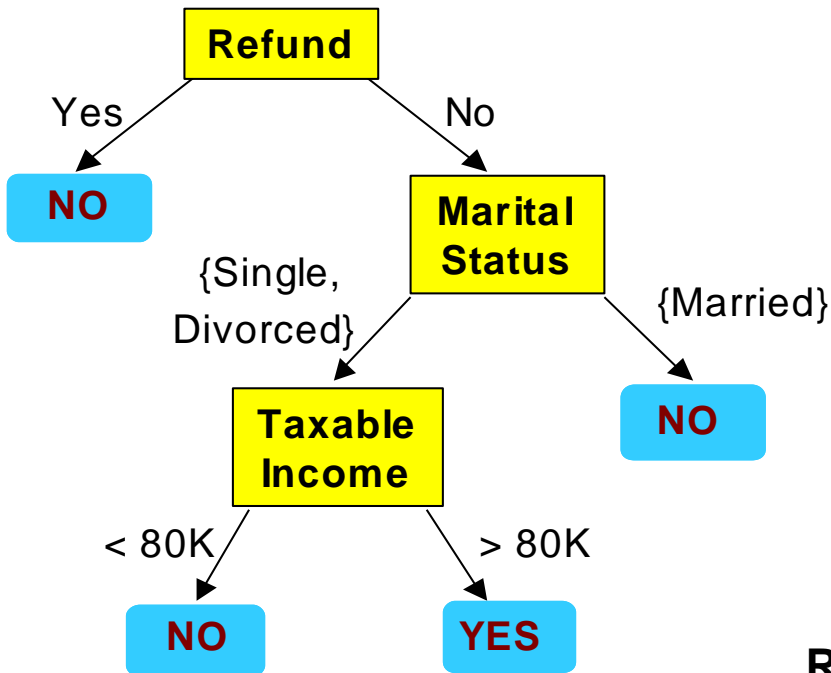 Refund
Yes
No
NO
Marital
Status
{Single,
Divorced}
{Married}
Taxable
Income
NO
< 80K
> 80K
NO
YES
R